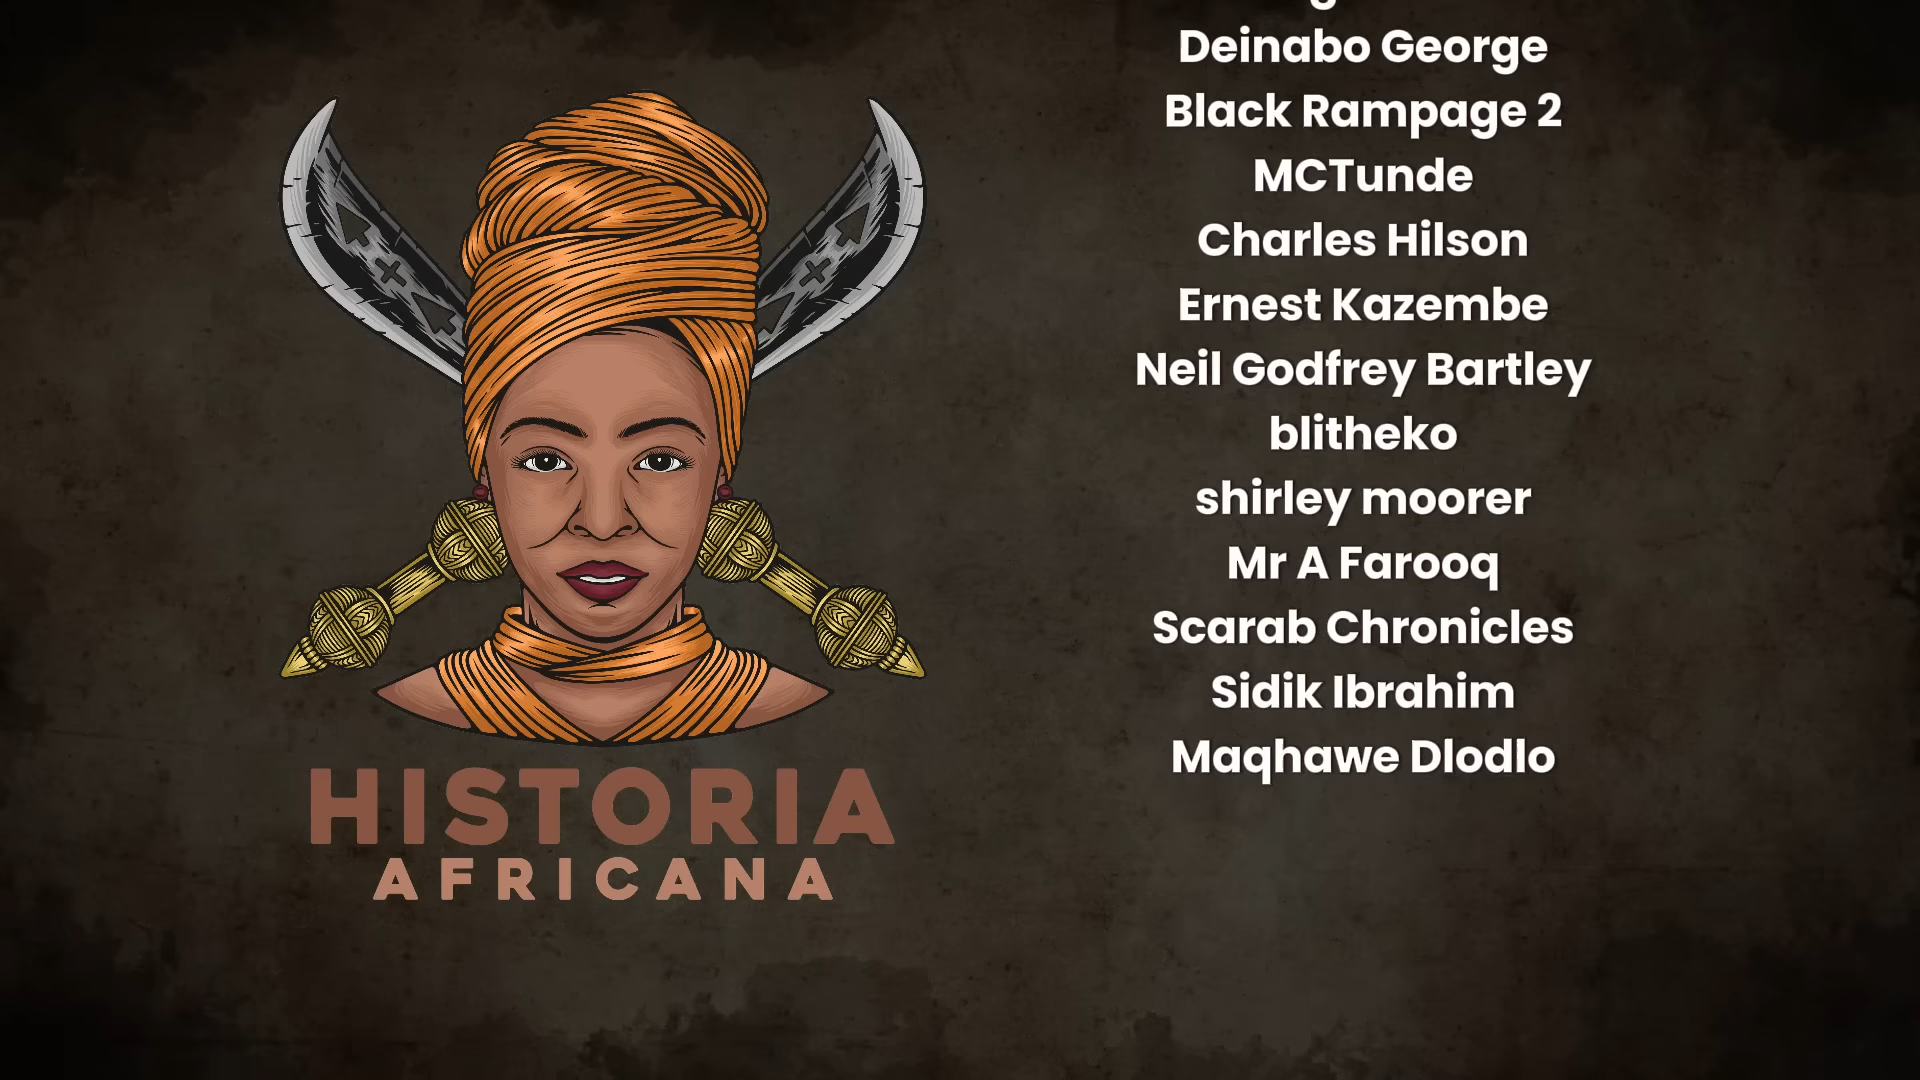 Deinabo George
Black Rampage 2
MCTunde
Charles Hilson
Ernest Kazembe
Neil Godfrey Bartley
blitheko
shirley moorer
Mr A Farooq
Scarab Chronicles
Sidik Ibrahim
Maqhawe Dlodlo
HISTORIA
AFRICANA